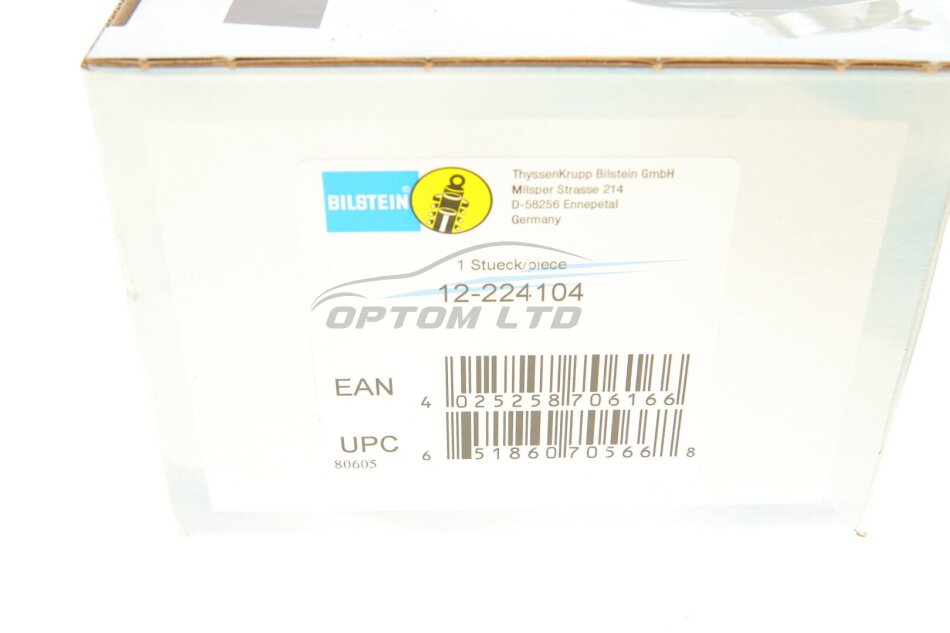 BILSTEIN®
ThyssenKrupp Bilstein GmbH
Milsper Strasse 214
D-58256 Ennepetal
Germany
1 Stueck/piece
12-224104
OPTOM LTD
EAN
4 025258 706166
UPC
80605
6 51860 70566 8